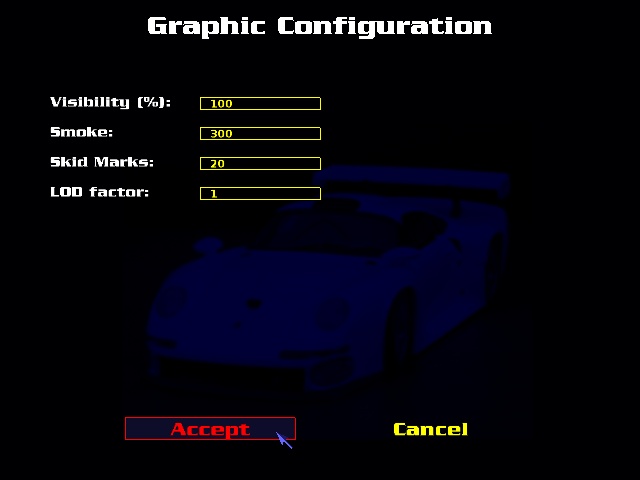 Graphic Configuration
Visibility (%): 100
Smoke: 300
Skid Marks: 20
LOD factor: 1
Accept Cancel